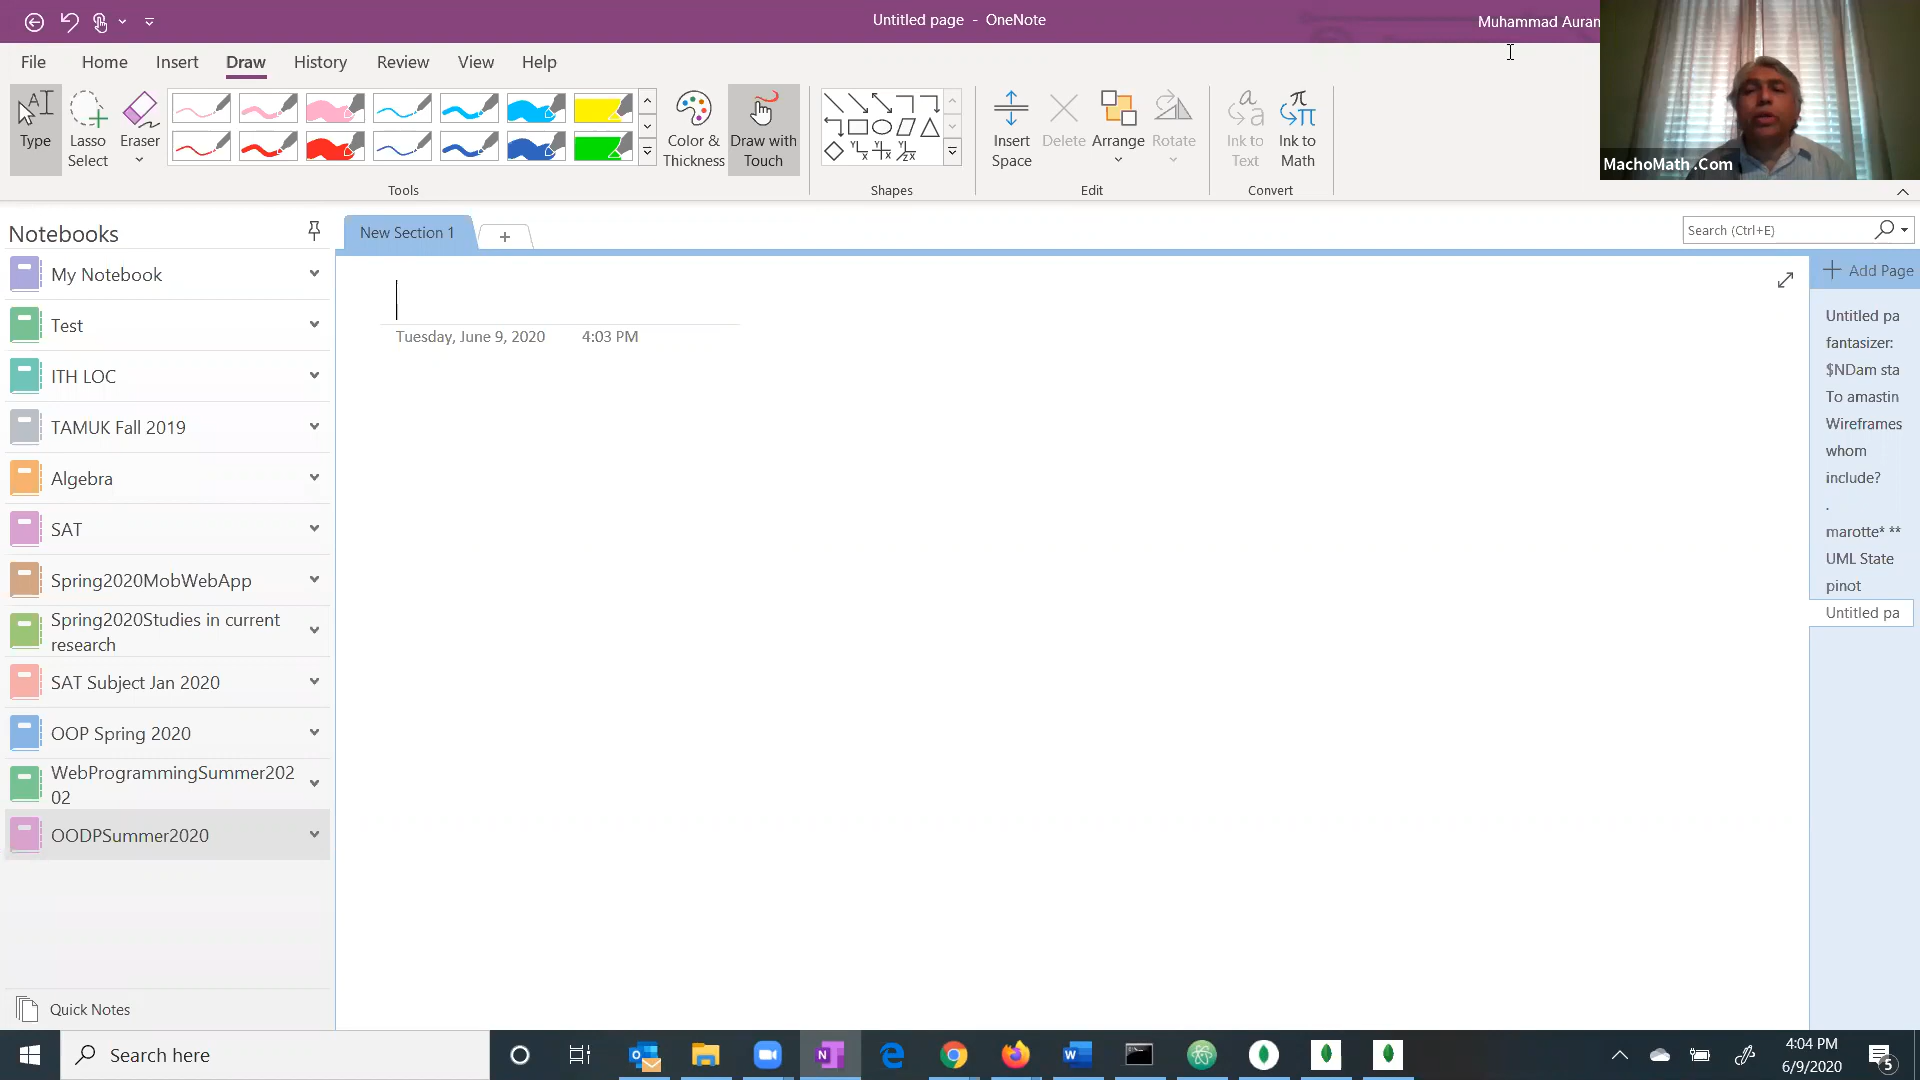 Untitled page - OneNote
Muhammad Auran
File
Home
Insert
Draw
History
Review
View
Help
Type
Lasso
Select
Eraser
Color &
Thickness
Draw with
Touch
Insert
Space
Delete
Arrange
Rotate
Ink to
Text
Ink to
Math
Tools
Shapes
Edit
Convert
MachoMath .Com
Notebooks
My Notebook
Test
ITH LOC
TAMUK Fall 2019
Algebra
SAT
Spring2020MobWebApp
Spring2020Studies in current
research
SAT Subject Jan 2020
OOP Spring 2020
WebProgrammingSummer202
02
OODPSummer2020
Quick Notes
New Section 1
Search (Ctrl+E)
Tuesday, June 9, 2020 4:03 PM
Add Page
Untitled pa
fantasizer:
$NDam sta
To amastin
Wireframes
whom
include?
.
marotte* **
UML State
pinot
Untitled pa
Search here
4:04 PM
6/9/2020
5